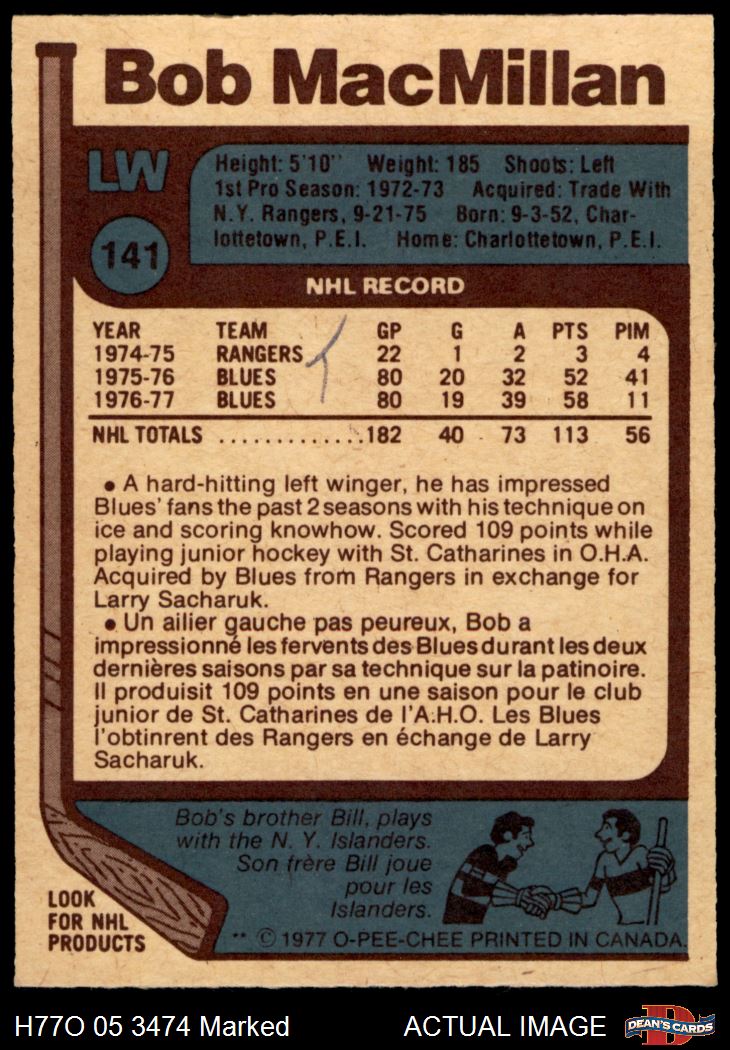 Bob MacMillan
LW
141
Height: 5'10" Weight: 185 Shoots: Left
1st Pro Season: 1972-73 Acquired: Trade With
N.Y. Rangers, 9-21-75 Born: 9-3-52, Char-
lottetown, P.E.I. Home: Charlottetown, P.E.I.
NHL RECORD
YEAR TEAM GP G A PTS PIM
1974-75 RANGERS 22 1 2 3 4
1975-76 BLUES 80 20 32 52 41
1976-77 BLUES 80 19 39 58 11
NHL TOTALS .............182 40 73 113 56
• A hard-hitting left winger, he has impressed
Blues' fans the past 2 seasons with his technique on
ice and scoring knowhow. Scored 109 points while
playing junior hockey with St. Catharines in O.H.A.
Acquired by Blues from Rangers in exchange for
Larry Sacharuk.
• Un ailier gauche pas peureux, Bob a
impressionné les fervents des Blues durant les deux
dernières saisons par sa technique sur la patinoire.
Il produisit 109 points en une saison pour le club
junior de St. Catharines de l'A.H.O. Les Blues
l'obtinrent des Rangers en échange de Larry
Sacharuk.
Bob's brother Bill, plays
with the N. Y. Islanders.
Son frère Bill joue
pour les
Islanders.
LOOK
FOR NHL
PRODUCTS
** © 1977 O-PEE-CHEE PRINTED IN CANADA.
H77O 05 3474 Marked ACTUAL IMAGE
DEAN'S CARDS